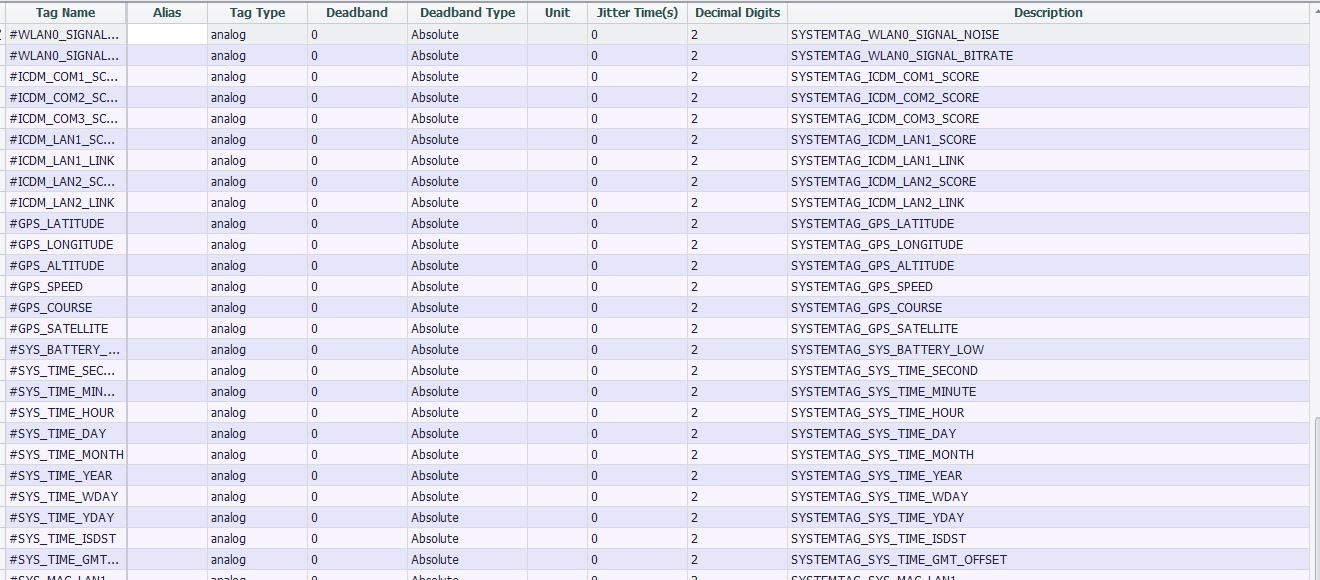 Tag Name Alias Tag Type Deadband Deadband Type Unit Jitter Time(s) Decimal Digits Description
#WLAN0_SIGNAL... analog 0 Absolute 0 2 SYSTEMTAG_WLAN0_SIGNAL_NOISE
#WLAN0_SIGNAL... analog 0 Absolute 0 2 SYSTEMTAG_WLAN0_SIGNAL_BITRATE
#ICDM_COM1_SC... analog 0 Absolute 0 2 SYSTEMTAG_ICDM_COM1_SCORE
#ICDM_COM2_SC... analog 0 Absolute 0 2 SYSTEMTAG_ICDM_COM2_SCORE
#ICDM_COM3_SC... analog 0 Absolute 0 2 SYSTEMTAG_ICDM_COM3_SCORE
#ICDM_LAN1_SC... analog 0 Absolute 0 2 SYSTEMTAG_ICDM_LAN1_SCORE
#ICDM_LAN1_LINK analog 0 Absolute 0 2 SYSTEMTAG_ICDM_LAN1_LINK
#ICDM_LAN2_SC... analog 0 Absolute 0 2 SYSTEMTAG_ICDM_LAN2_SCORE
#ICDM_LAN2_LINK analog 0 Absolute 0 2 SYSTEMTAG_ICDM_LAN2_LINK
#GPS_LATITUDE analog 0 Absolute 0 2 SYSTEMTAG_GPS_LATITUDE
#GPS_LONGITUDE analog 0 Absolute 0 2 SYSTEMTAG_GPS_LONGITUDE
#GPS_ALTITUDE analog 0 Absolute 0 2 SYSTEMTAG_GPS_ALTITUDE
#GPS_SPEED analog 0 Absolute 0 2 SYSTEMTAG_GPS_SPEED
#GPS_COURSE analog 0 Absolute 0 2 SYSTEMTAG_GPS_COURSE
#GPS_SATELLITE analog 0 Absolute 0 2 SYSTEMTAG_GPS_SATELLITE
#SYS_BATTERY_... analog 0 Absolute 0 2 SYSTEMTAG_SYS_BATTERY_LOW
#SYS_TIME_SEC... analog 0 Absolute 0 2 SYSTEMTAG_SYS_TIME_SECOND
#SYS_TIME_MIN... analog 0 Absolute 0 2 SYSTEMTAG_SYS_TIME_MINUTE
#SYS_TIME_HOUR analog 0 Absolute 0 2 SYSTEMTAG_SYS_TIME_HOUR
#SYS_TIME_DAY analog 0 Absolute 0 2 SYSTEMTAG_SYS_TIME_DAY
#SYS_TIME_MONTH analog 0 Absolute 0 2 SYSTEMTAG_SYS_TIME_MONTH
#SYS_TIME_YEAR analog 0 Absolute 0 2 SYSTEMTAG_SYS_TIME_YEAR
#SYS_TIME_WDAY analog 0 Absolute 0 2 SYSTEMTAG_SYS_TIME_WDAY
#SYS_TIME_YDAY analog 0 Absolute 0 2 SYSTEMTAG_SYS_TIME_YDAY
#SYS_TIME_ISDST analog 0 Absolute 0 2 SYSTEMTAG_SYS_TIME_ISDST
#SYS_TIME_GMT... analog 0 Absolute 0 2 SYSTEMTAG_SYS_TIME_GMT_OFFSET
#SYS_MAC_LAN1 analog 0 Absolute 0 2 SYSTEMTAG_SYS_MAC_LAN1